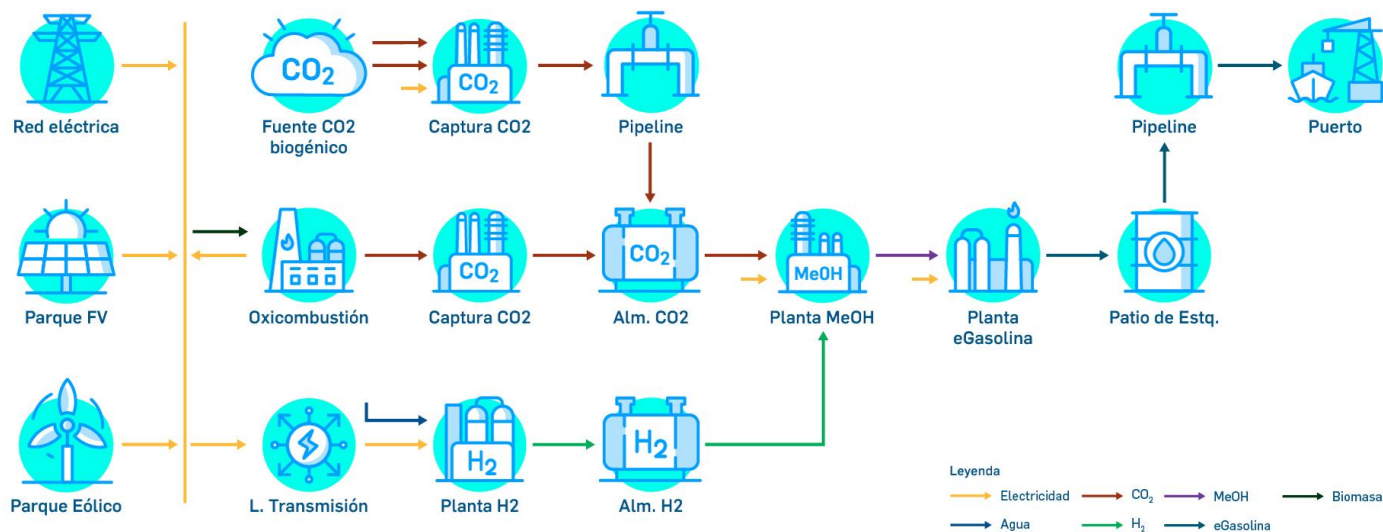 CO2
CO2
Red eléctrica
Fuente CO2
biogénico
Captura CO2
Pipeline
Pipeline
Puerto
CO2
CO2
MeOH
Parque FV
Oxicombustión
Captura CO2
Alm. CO2
Planta MeOH
Planta
eGasolina
Patio de Estq.
H2
H2
Parque Eólico
L. Transmisión
Planta H2
Alm. H2
Leyenda
Electricidad
CO2
MeOH
Biomasa
Agua
H2
eGasolina